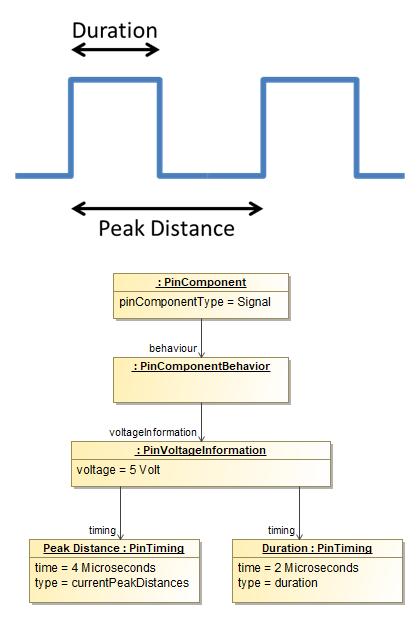 Duration
Peak Distance
: PinComponent
pinComponentType = Signal
behaviour
: PinComponentBehavior
voltageInformation
: PinVoltageInformation
voltage = 5 Volt
timing
timing
Peak Distance : PinTiming
time = 4 Microseconds
type = currentPeakDistances
Duration : PinTiming
time = 2 Microseconds
type = duration